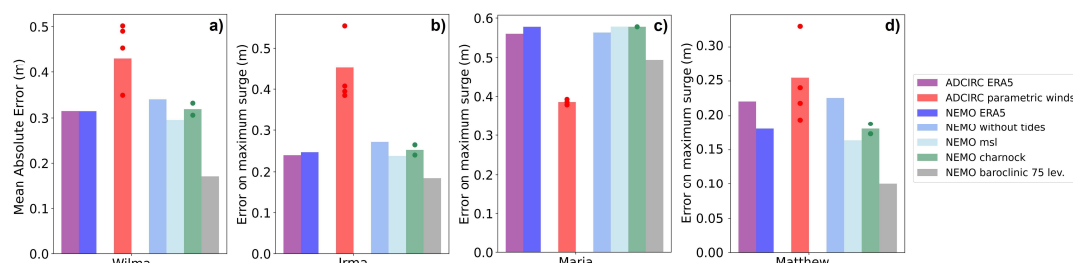 a)
Mean Absolute Error (m)
0.5
0.4
0.3
0.2
0.1
0.0
Wilma
b)
Error on maximum surge (m)
0.5
0.4
0.3
0.2
0.1
0.0
Irma
c)
Error on maximum surge (m)
0.6
0.5
0.4
0.3
0.2
0.1
0.0
Maria
d)
Error on maximum surge (m)
0.30
0.25
0.20
0.15
0.10
0.05
0.00
Matthew
ADCIRC ERA5
ADCIRC parametric winds
NEMO ERA5
NEMO without tides
NEMO msl
NEMO charnock
NEMO baroclinic 75 lev.